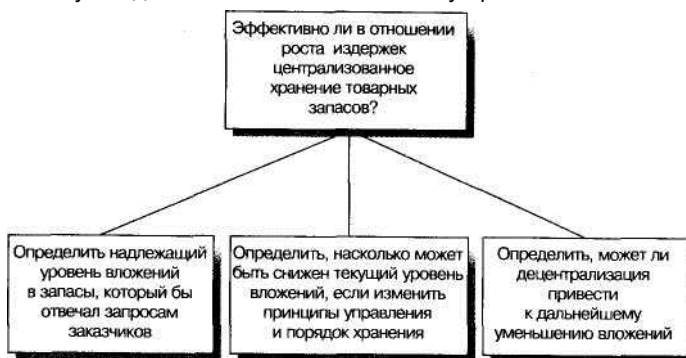 Эффективно ли в отношении
роста издержек
централизованное
хранение товарных
запасов?
Определить надлежащий
уровень вложений
в запасы, который бы
отвечал запросам
заказчиков
Определить, насколько может
быть снижен текущий уровень
вложений, если изменить
принципы управления
и порядок хранения
Определить, может ли
децентрализация
привести
к дальнейшему
уменьшению вложений